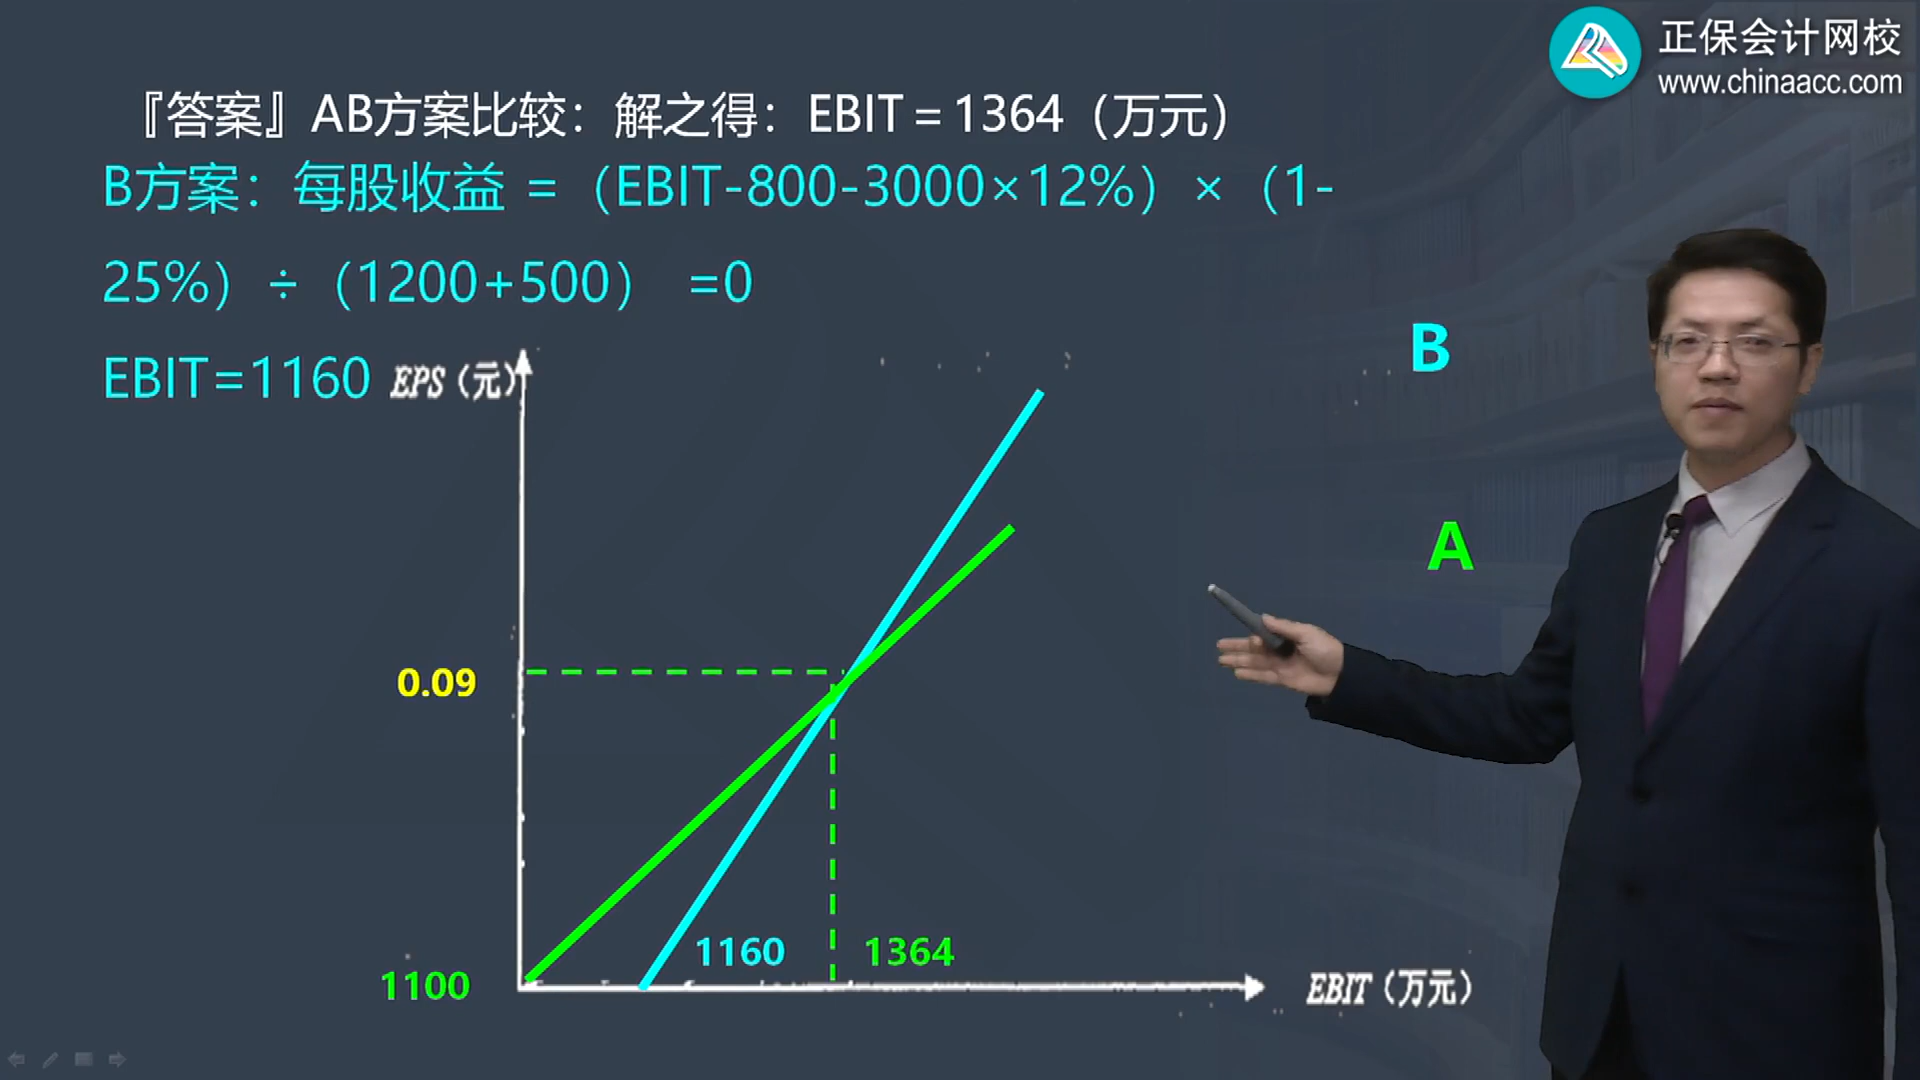 正保会计网校
www.chinaacc.com
『答案』AB方案比较：解之得：EBIT＝1364（万元）
B方案：每股收益 =（EBIT-800-3000×12%）×（1-
25%）÷（1200+500） =0
EBIT=1160
EPS（元）
B
A
0.09
1160
1364
1100
EBIT（万元）